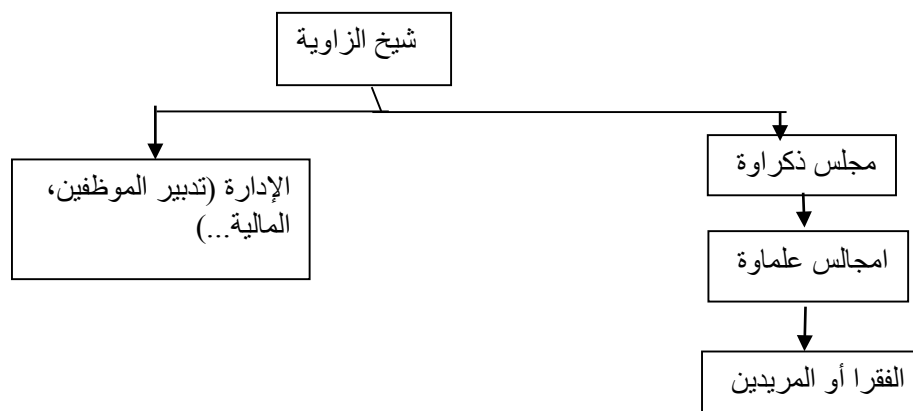 شيخ الزاوية
مجلس ذكراوة
الإدارة (تدبير الموظفين،
المالية...)
امجالس علماوة
الفقرا أو المريدين